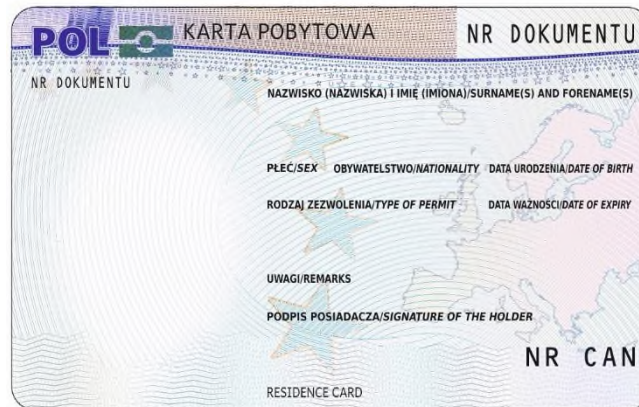 POL KARTA POBYTOWA NR DOKUMENTU
NR DOKUMENTU
NAZWISKO (NAZWISKA) I IMIĘ (IMIONA)/SURNAME(S) AND FORENAME(S)
PŁEĆ/SEX OBYWATELSTWO/NATIONALITY DATA URODZENIA/DATE OF BIRTH
RODZAJ ZEZWOLENIA/TYPE OF PERMIT DATA WAŻNOSCI/DATE OF EXPIRY
UWAGI/REMARKS
PODPIS POSIADACZA/SIGNATURE OF THE HOLDER
NR CAN
RESIDENCE CARD